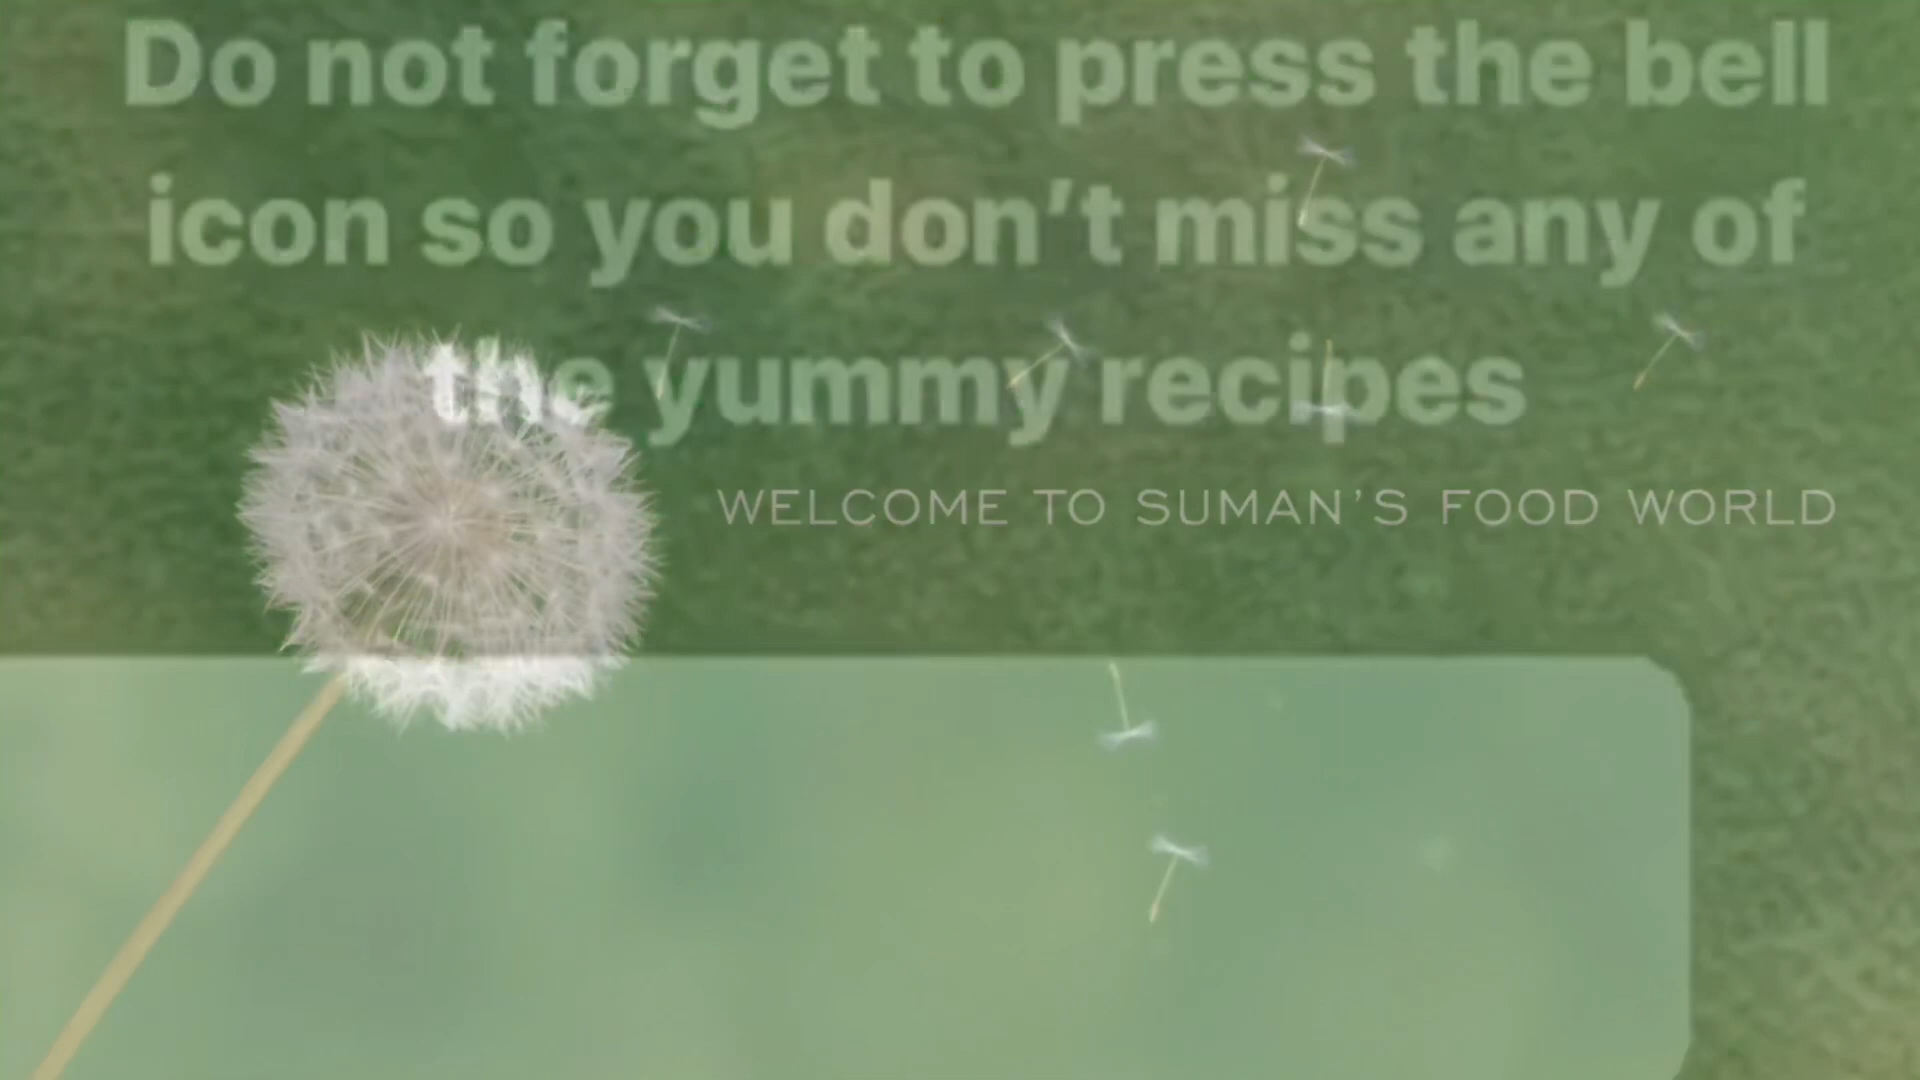 Do not forget to press the bell
icon so you don't miss any of
the yummy recipes
WELCOME TO SUMAN'S FOOD WORLD